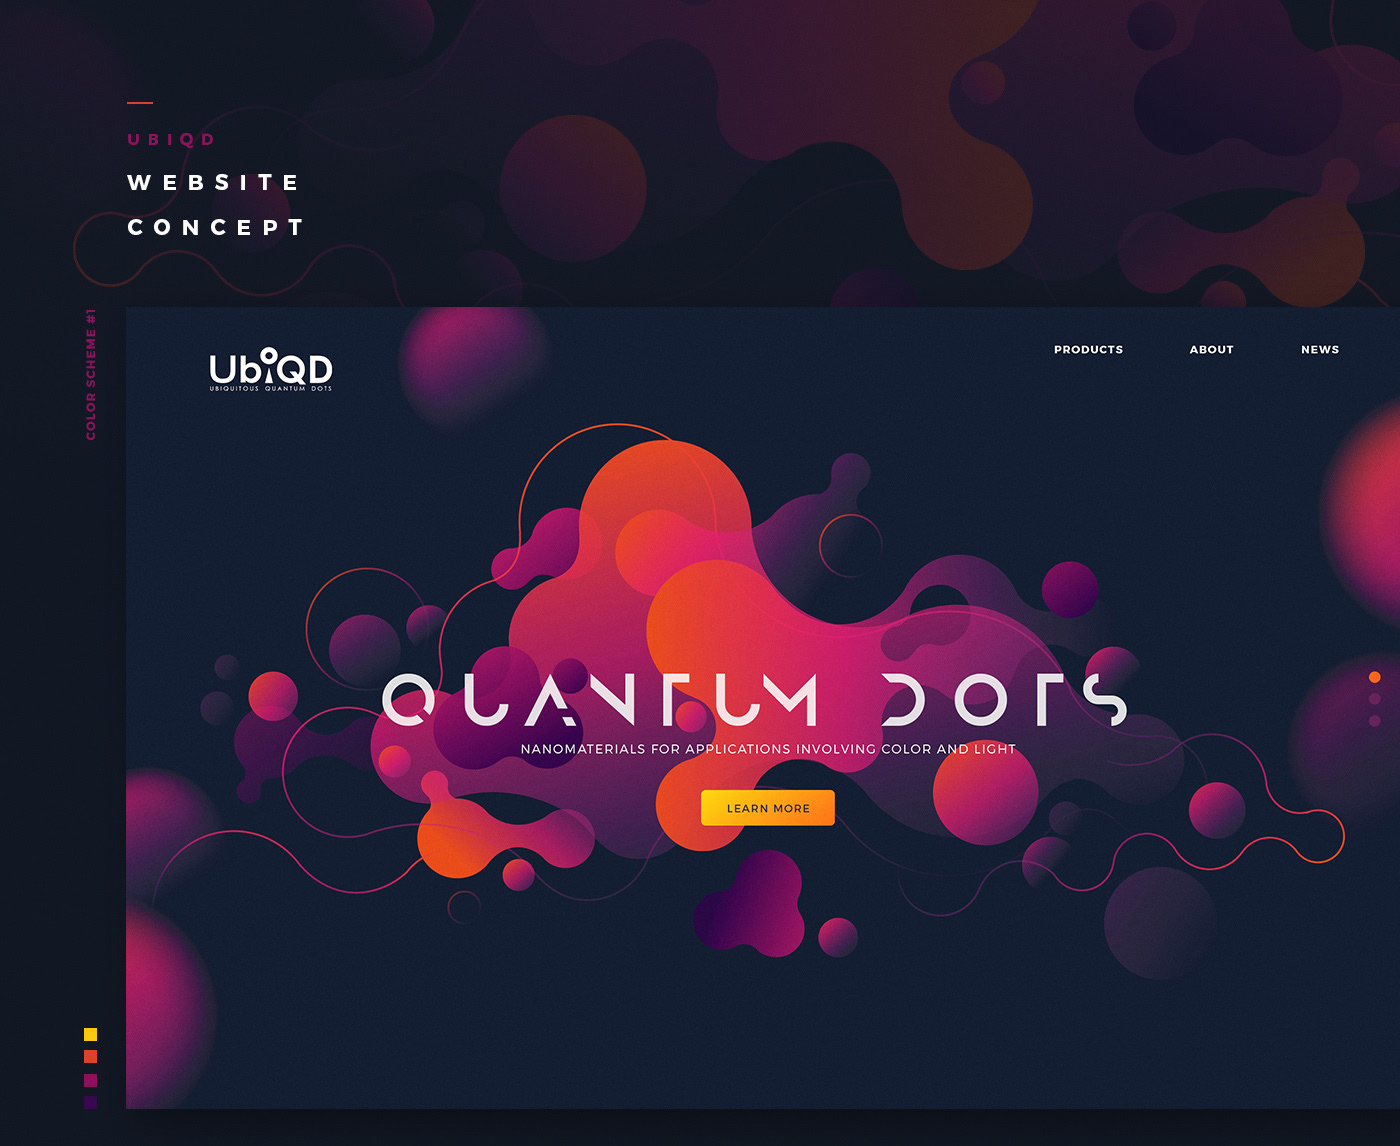 UBIQD
WEBSITE
CONCEPT
COLOR SCHEME #1
UbiQD
UBIQUITOUS QUANTUM DOTS
PRODUCTS
ABOUT
NEWS
QUANTUM DOTS
NANOMATERIALS FOR APPLICATIONS INVOLVING COLOR AND LIGHT
LEARN MORE